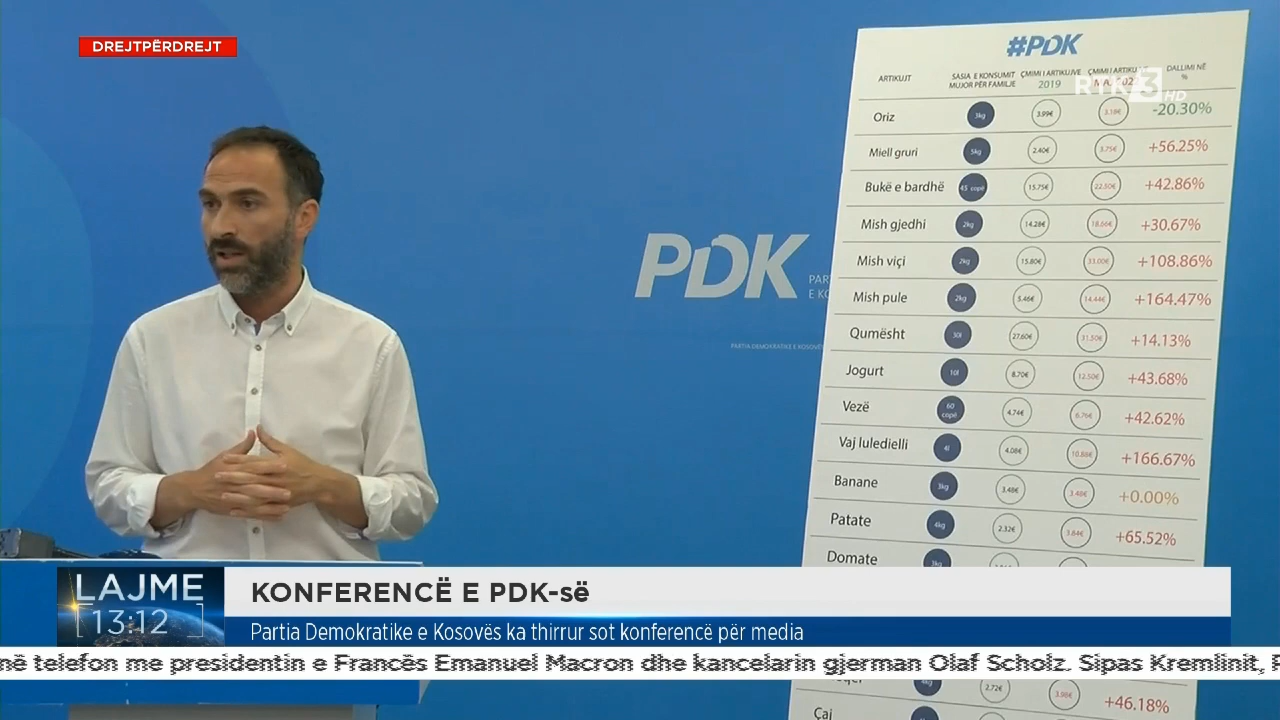 DREJTPËRDREJT
#PDK
ARTIKUJT SASIA E KONSUMIT MUJOR PËR FAMILJE ÇMIMI I ARTIKUJVE 2019 ÇMIMI I DALLIMI NË %
RTK3 HD
Oriz 3kg 3.99€ 3.18€ -20.30%
Miell gruri 5kg 2.40€ 3.75€ +56.25%
Bukë e bardhë 45 copë 15.75€ 22.50€ +42.86%
Mish gjedhi 2kg 14.28€ 18.66€ +30.67%
Mish viçi 2kg 15.80€ 33.00€ +108.86%
Mish pule 2kg 5.46€ 14.44€ +164.47%
Qumësht 30l 27.60€ 31.50€ +14.13%
Jogurt 10l 8.70€ 12.50€ +43.68%
Vezë 60 copë 4.74€ 6.76€ +42.62%
Vaj luledielli 4l 4.08€ 10.88€ +166.67%
Banane 3kg 3.48€ 3.48€ +0.00%
Patate 4kg 2.32€ 3.84€ +65.52%
Domate 3kg
PDK
PARTIA DEMOKRATIKE E KOSOVËS
LAJME
13:12
KONFERENCË E PDK-së
Partia Demokratike e Kosovës ka thirrur sot konferencë për media
në telefon me presidentin e Francës Emanuel Macron dhe kancelarin gjerman Olaf Scholz. Sipas Kremlinit,
4kg 2.72€ 3.98€ +46.18%
Çaj